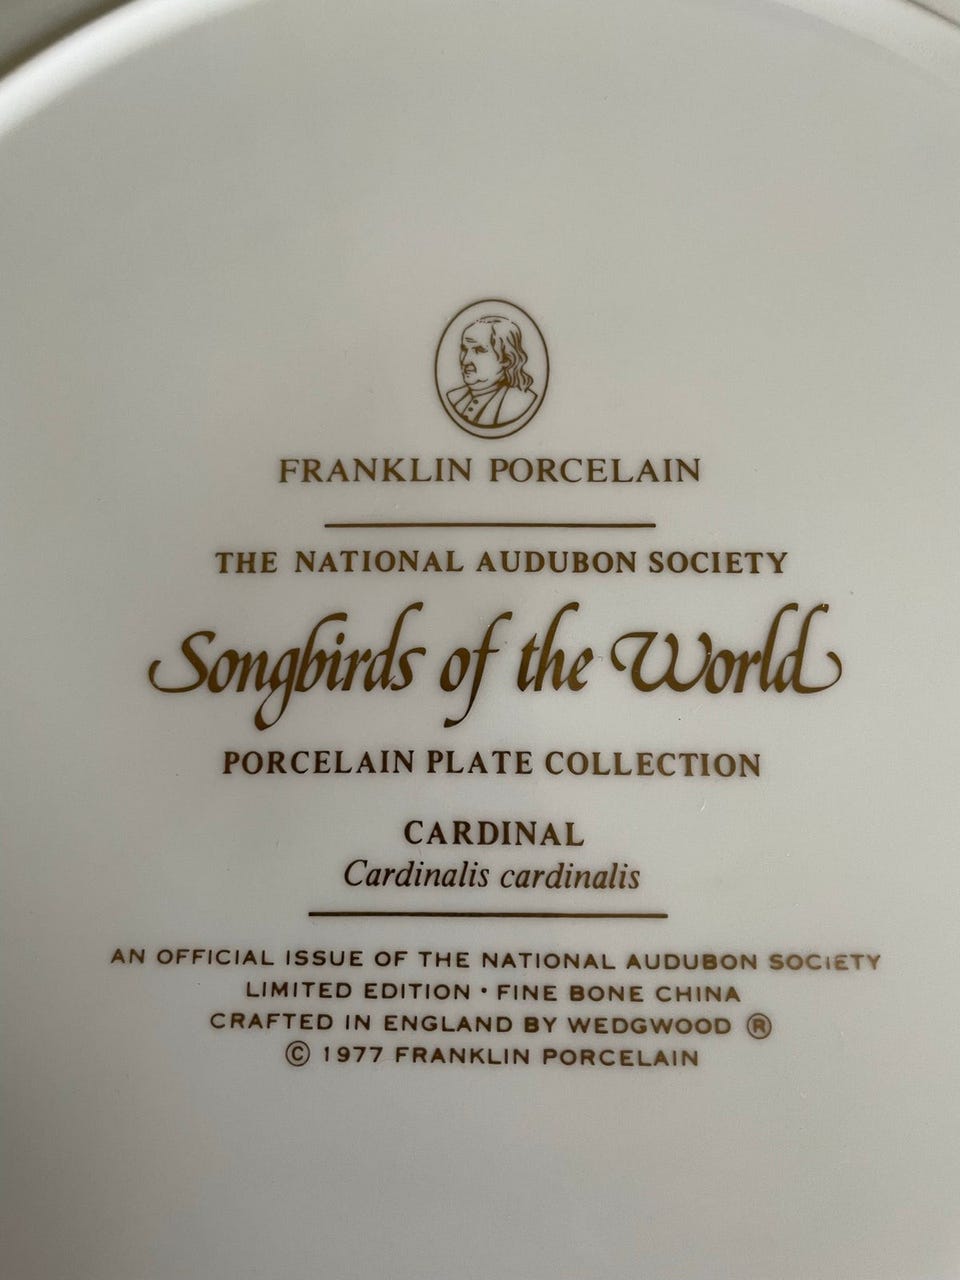 FRANKLIN PORCELAIN
THE NATIONAL AUDUBON SOCIETY
Songbirds of the World
PORCELAIN PLATE COLLECTION
CARDINAL
Cardinalis cardinalis
AN OFFICIAL ISSUE OF THE NATIONAL AUDUBON SOCIETY
LIMITED EDITION • FINE BONE CHINA
CRAFTED IN ENGLAND BY WEDGWOOD ®
© 1977 FRANKLIN PORCELAIN